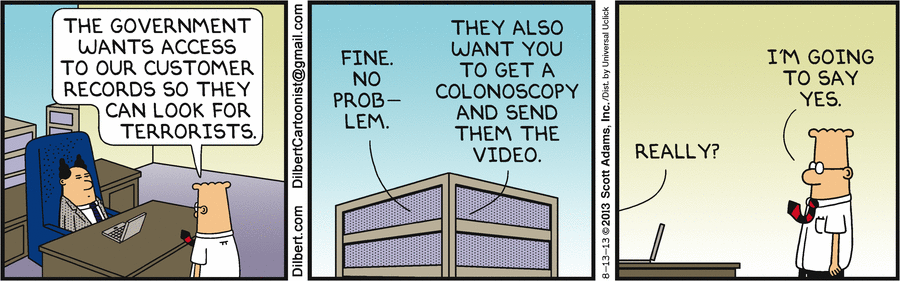 THE GOVERNMENT
WANTS ACCESS
TO OUR CUSTOMER
RECORDS SO THEY
CAN LOOK FOR
TERRORISTS.
Dilbert.com DilbertCartoonist@gmail.com
FINE.
NO
PROB–
LEM.
THEY ALSO
WANT YOU
TO GET A
COLONOSCOPY
AND SEND
THEM THE
VIDEO.
8-13-13 ©2013 Scott Adams, Inc. /Dist. by Universal Uclick
REALLY?
I'M GOING
TO SAY
YES.